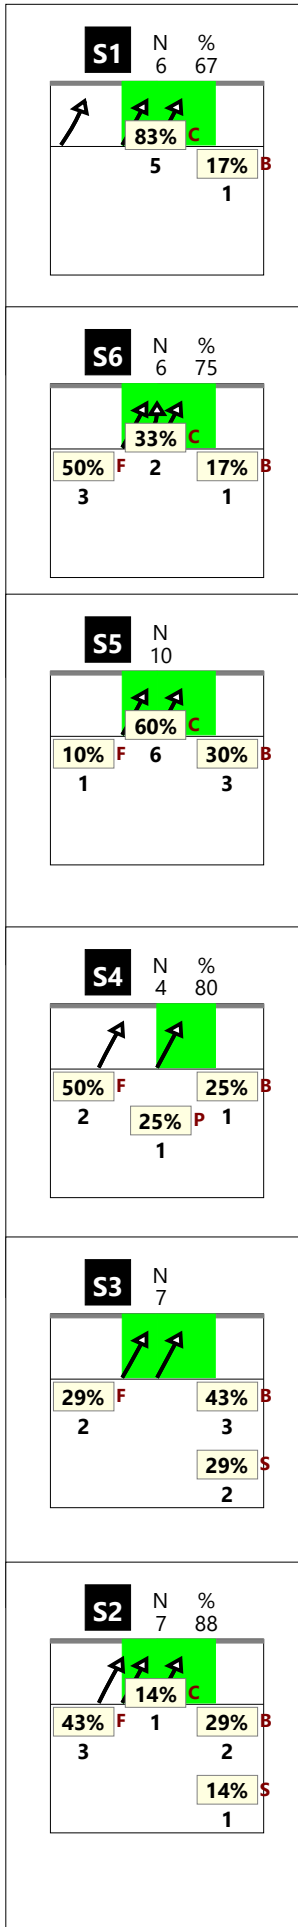 S1 N %
6 67
83% C
5 17% B
1
S6 N %
6 75
33% C
50% F 2 17% B
3 1
S5 N
10
60% C
10% F 6 30% B
1 3
S4 N %
4 80
50% F 25% B
2 25% P 1
1
S3 N
7
29% F 43% B
2 3
29% S
2
S2 N %
7 88
14% C
43% F 1 29% B
3 2
14% S
1